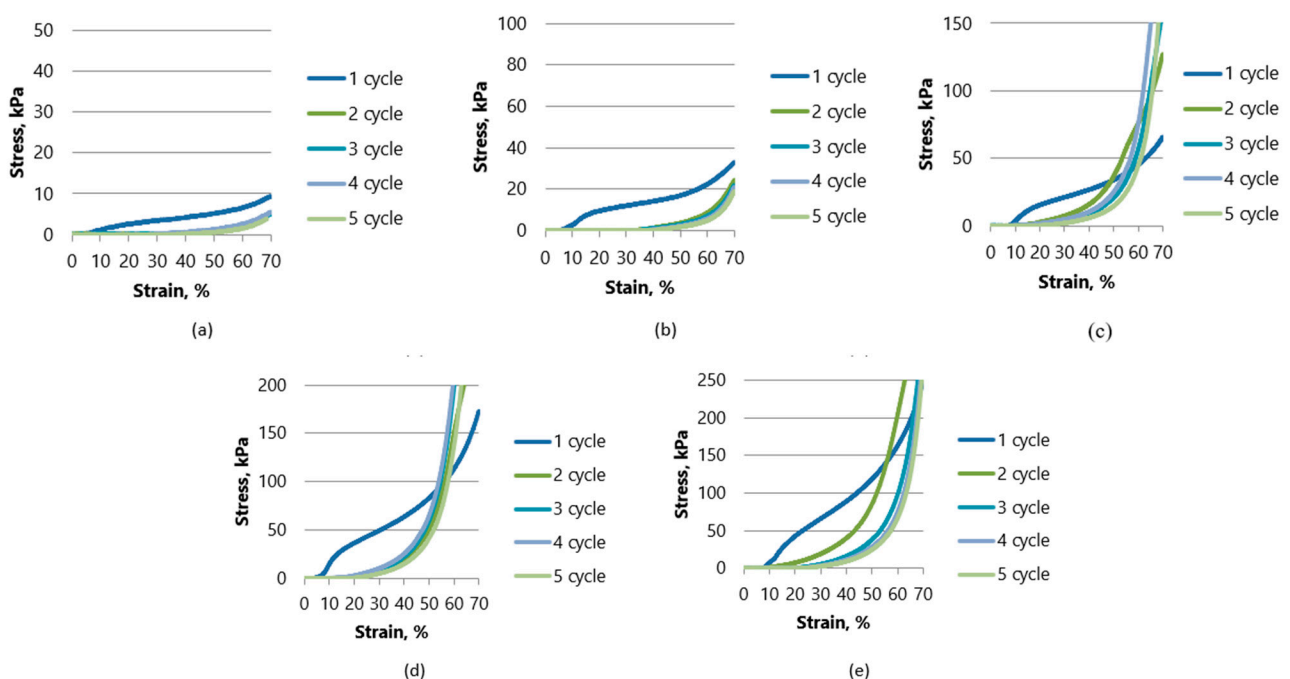 50
40
30
20
10
0
Stress, kPa
0 10 20 30 40 50 60 70
Strain, %
1 cycle
2 cycle
3 cycle
4 cycle
5 cycle
(a)
100
80
60
40
20
0
Stress, kPa
0 10 20 30 40 50 60 70
Stain, %
1 cycle
2 cycle
3 cycle
4 cycle
5 cycle
(b)
150
100
50
0
Stress, kPa
0 10 20 30 40 50 60 70
Strain, %
1 cycle
2 cycle
3 cycle
4 cycle
5 cycle
(c)
200
150
100
50
0
Stress, kPa
0 10 20 30 40 50 60 70
Strain, %
1 cycle
2 cycle
3 cycle
4 cycle
5 cycle
(d)
250
200
150
100
50
0
Stress, kPa
0 10 20 30 40 50 60 70
Strain, %
1 cycle
2 cycle
3 cycle
4 cycle
5 cycle
(e)